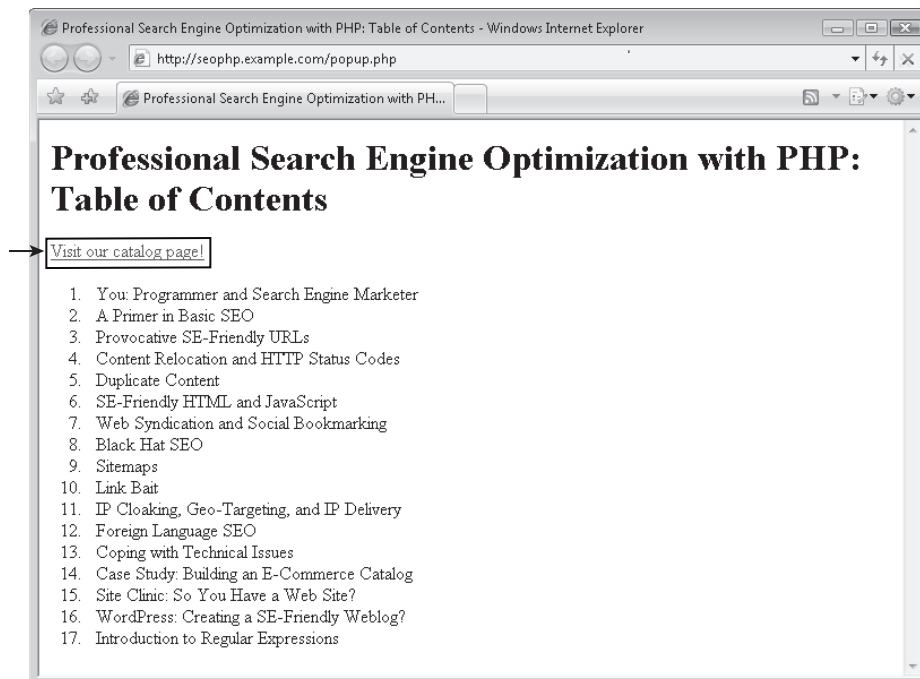 Professional Search Engine Optimization with PHP: Table of Contents - Windows Internet Explorer
http://seophp.example.com/popup.php
Professional Search Engine Optimization with PH...
Professional Search Engine Optimization with PHP:
Table of Contents
Visit our catalog page!
1. You: Programmer and Search Engine Marketer
2. A Primer in Basic SEO
3. Provocative SE-Friendly URLs
4. Content Relocation and HTTP Status Codes
5. Duplicate Content
6. SE-Friendly HTML and JavaScript
7. Web Syndication and Social Bookmarking
8. Black Hat SEO
9. Sitemaps
10. Link Bait
11. IP Cloaking, Geo-Targeting, and IP Delivery
12. Foreign Language SEO
13. Coping with Technical Issues
14. Case Study: Building an E-Commerce Catalog
15. Site Clinic: So You Have a Web Site?
16. WordPress: Creating a SE-Friendly Weblog?
17. Introduction to Regular Expressions